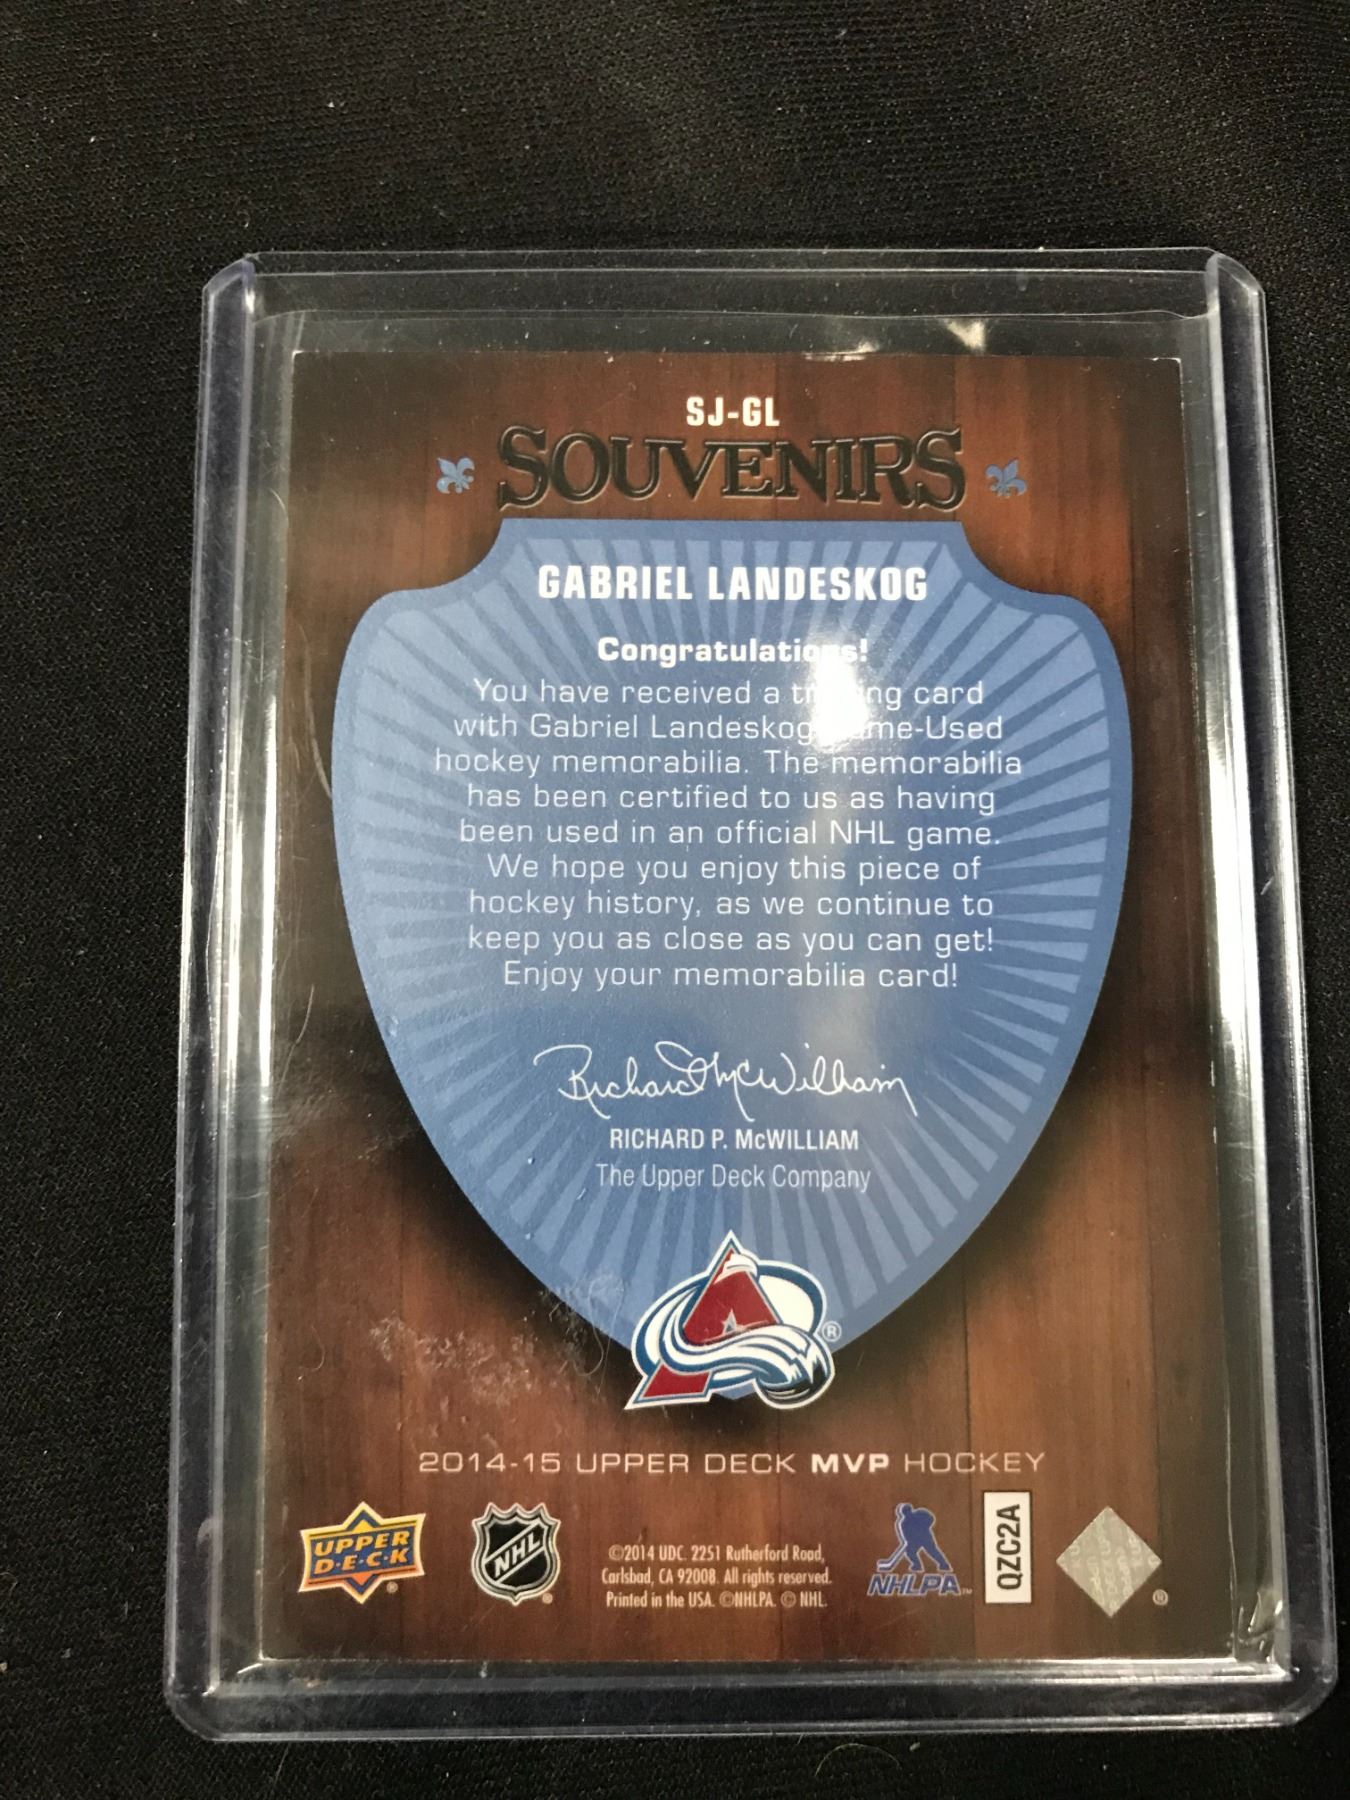 SJ-GL
SOUVENIRS
GABRIEL LANDESKOG
Congratulations!
You have received a trading card
with Gabriel Landeskog Game-Used
hockey memorabilia. The memorabilia
has been certified to us as having
been used in an official NHL game.
We hope you enjoy this piece of
hockey history, as we continue to
keep you as close as you can get!
Enjoy your memorabilia card!
Richard McWilliam
RICHARD P. McWILLIAM
The Upper Deck Company
®
2014-15 UPPER DECK MVP HOCKEY
UPPER
D·E·C·K
®
NHL
®
©2014 UDC. 2251 Rutherford Road,
Carlsbad, CA 92008. All rights reserved.
Printed in the USA. ©NHLPA. © NHL.
NHLPA™
QZC2A
®